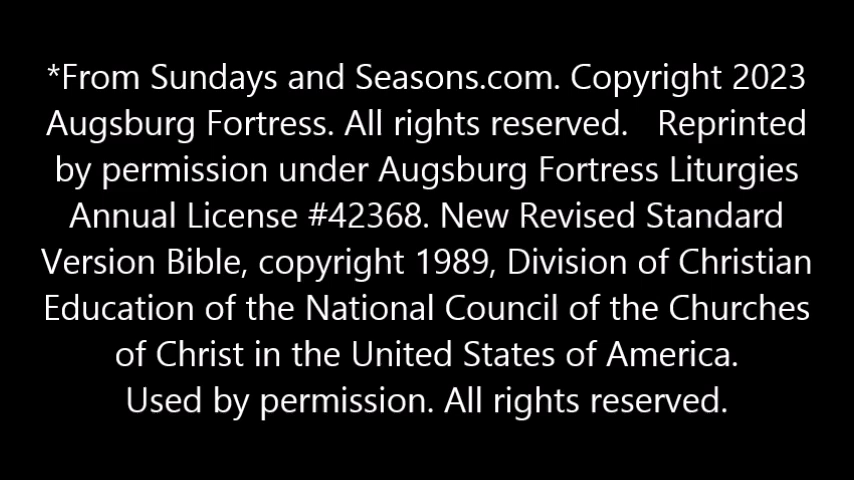 *From Sundays and Seasons.com. Copyright 2023
Augsburg Fortress. All rights reserved.   Reprinted
by permission under Augsburg Fortress Liturgies
Annual License #42368. New Revised Standard
Version Bible, copyright 1989, Division of Christian
Education of the National Council of the Churches
of Christ in the United States of America.
Used by permission. All rights reserved.